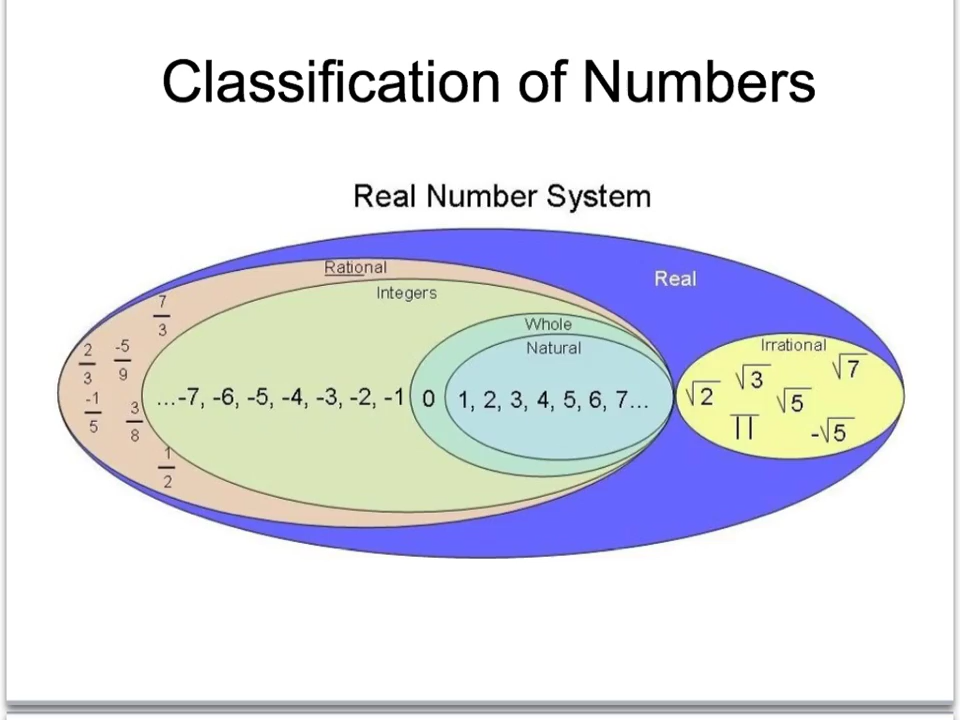 Classification of Numbers
Real Number System
Rational
Real
Integers
7/3
Whole
Natural
Irrational
2/3
-5/9
√3
√7
-1/5
3/8
...-7, -6, -5, -4, -3, -2, -1
0
1, 2, 3, 4, 5, 6, 7...
√2
√5
∏
-√5
1/2